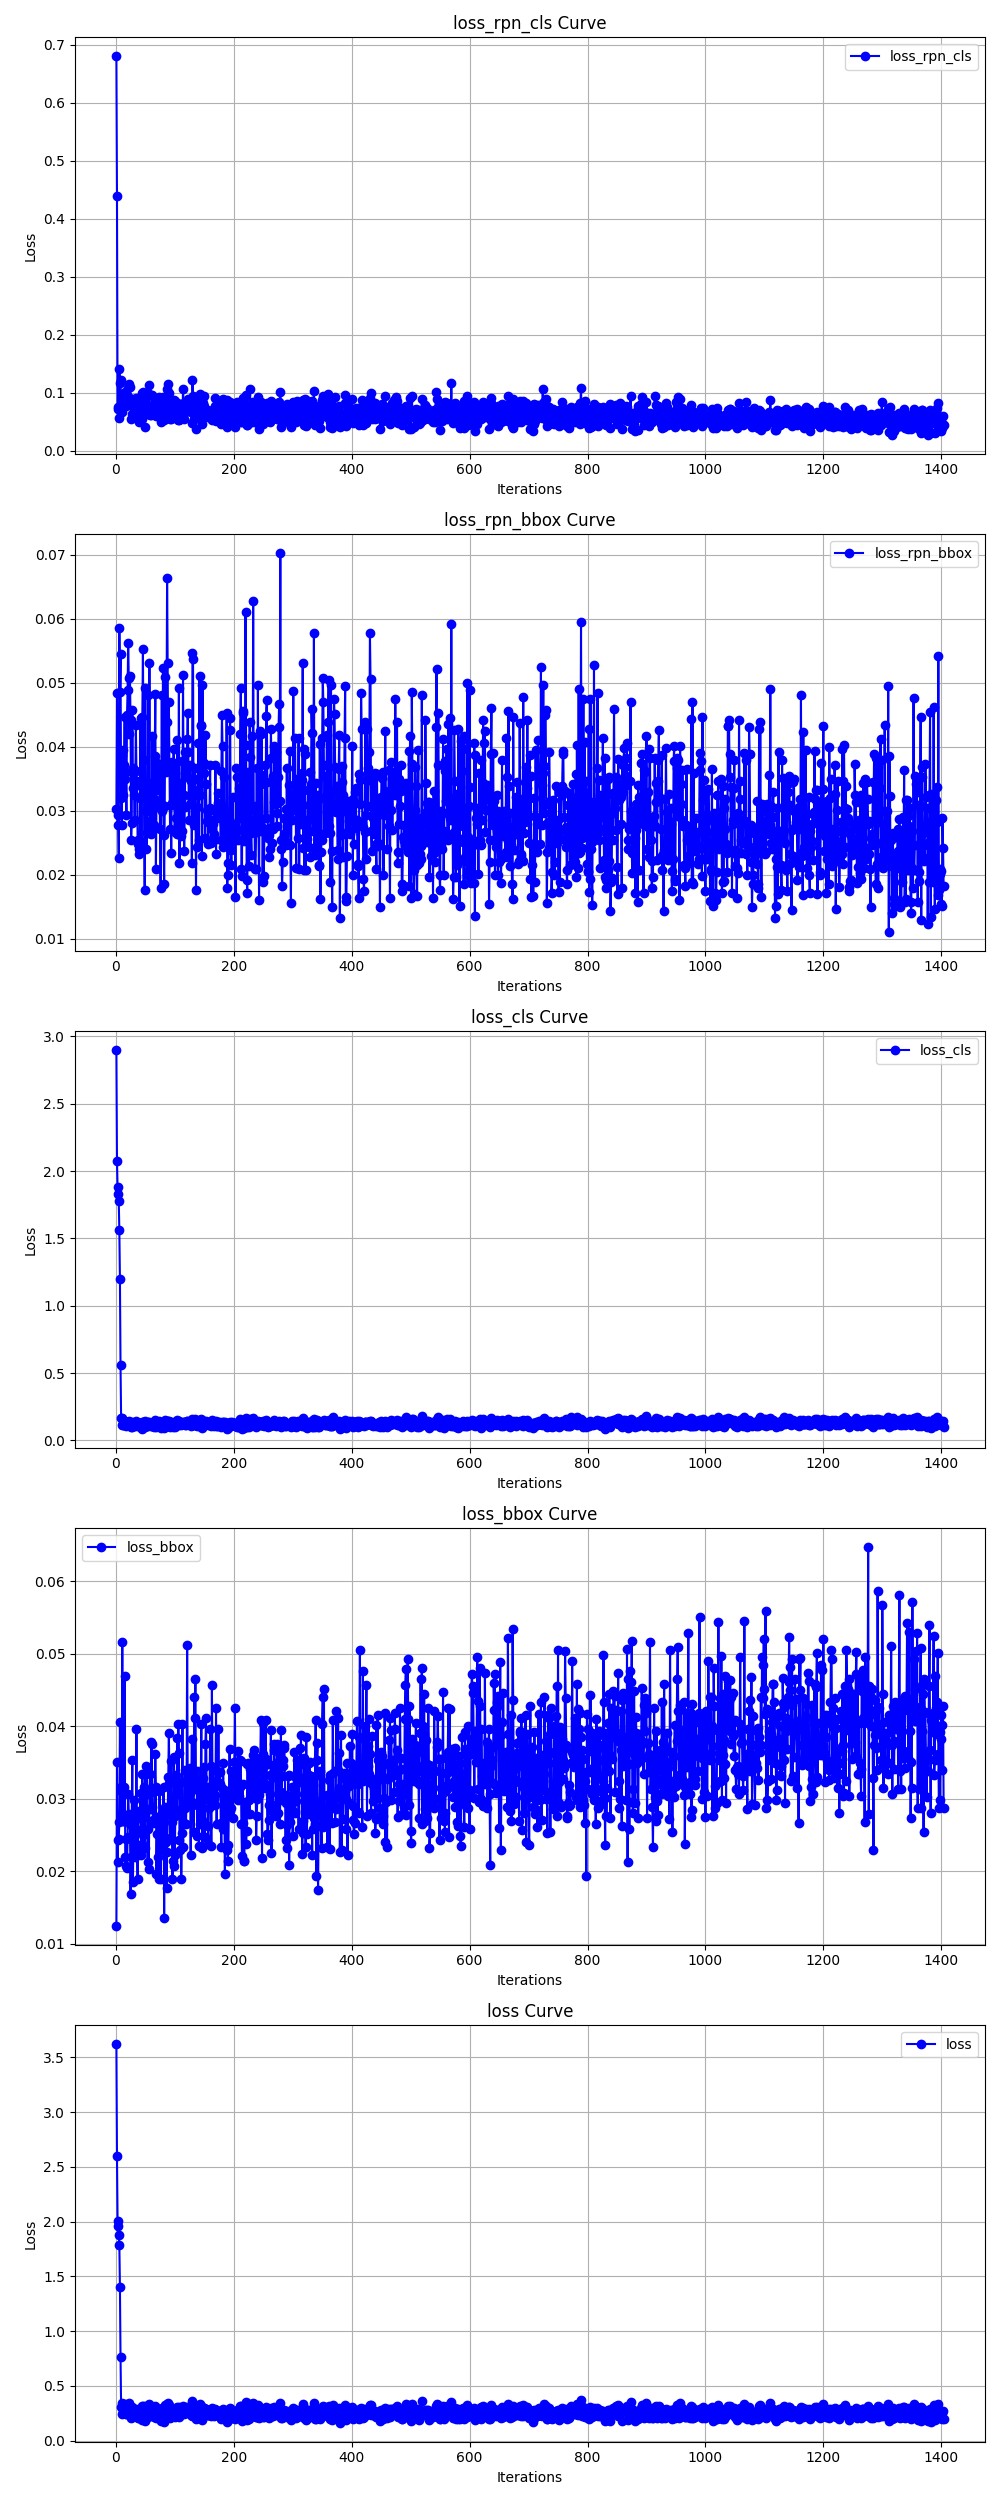 loss_rpn_cls Curve
loss_rpn_cls
0.7
0.6
0.5
0.4
0.3
0.2
0.1
0.0
Loss
0 200 400 600 800 1000 1200 1400
Iterations
loss_rpn_bbox Curve
loss_rpn_bbox
0.07
0.06
0.05
0.04
0.03
0.02
0.01
Loss
0 200 400 600 800 1000 1200 1400
Iterations
loss_cls Curve
loss_cls
3.0
2.5
2.0
1.5
1.0
0.5
0.0
Loss
0 200 400 600 800 1000 1200 1400
Iterations
loss_bbox Curve
loss_bbox
0.06
0.05
0.04
0.03
0.02
0.01
Loss
0 200 400 600 800 1000 1200 1400
Iterations
loss Curve
loss
3.5
3.0
2.5
2.0
1.5
1.0
0.5
0.0
Loss
0 200 400 600 800 1000 1200 1400
Iterations